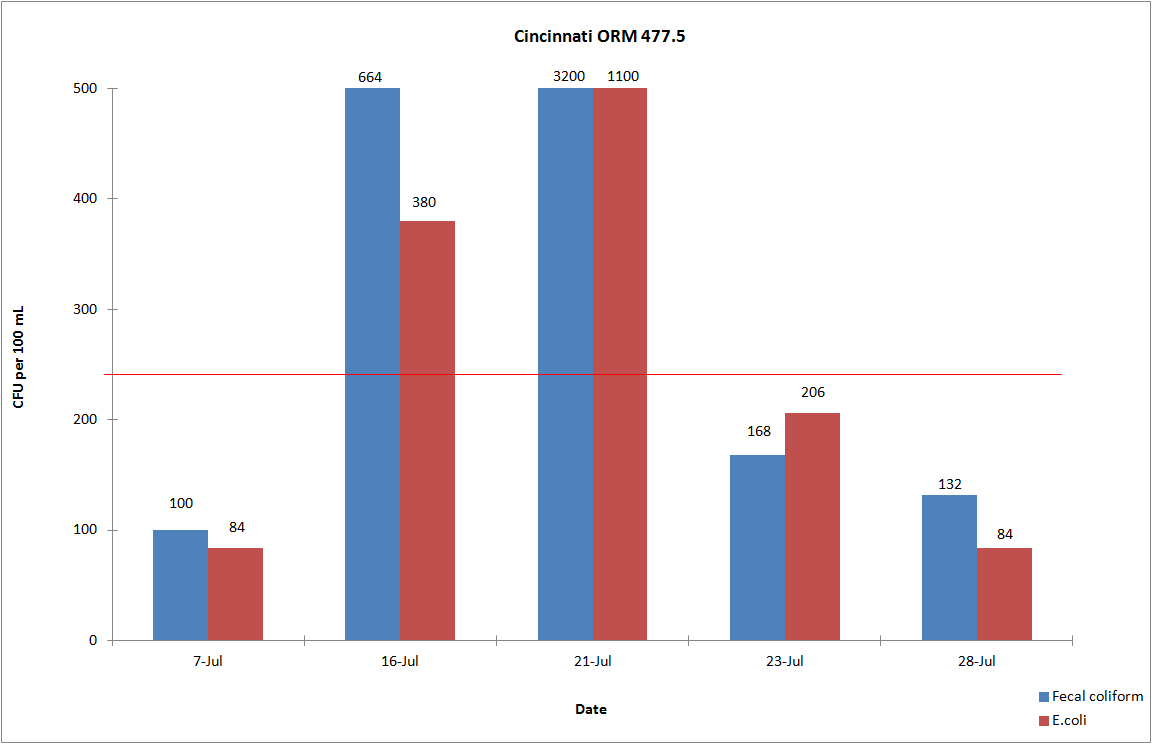 Cincinnati ORM 477.5
664
3200
1100
500
400
380
300
200
206
168
132
100
100
84
84
0
CFU per 100 mL
7-Jul
16-Jul
21-Jul
23-Jul
28-Jul
Date
Fecal coliform
E.coli